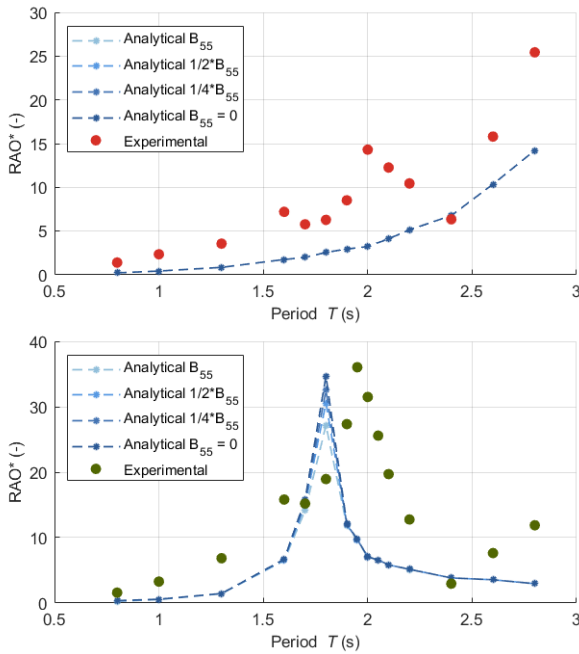 30
25
20
15
10
5
0
RAO* (-)
Analytical B55
Analytical 1/2*B55
Analytical 1/4*B55
Analytical B55 = 0
Experimental
0.5 1 1.5 2 2.5 3
Period T (s)
40
30
20
10
0
RAO* (-)
Analytical B55
Analytical 1/2*B55
Analytical 1/4*B55
Analytical B55 = 0
Experimental
0.5 1 1.5 2 2.5 3
Period T (s)